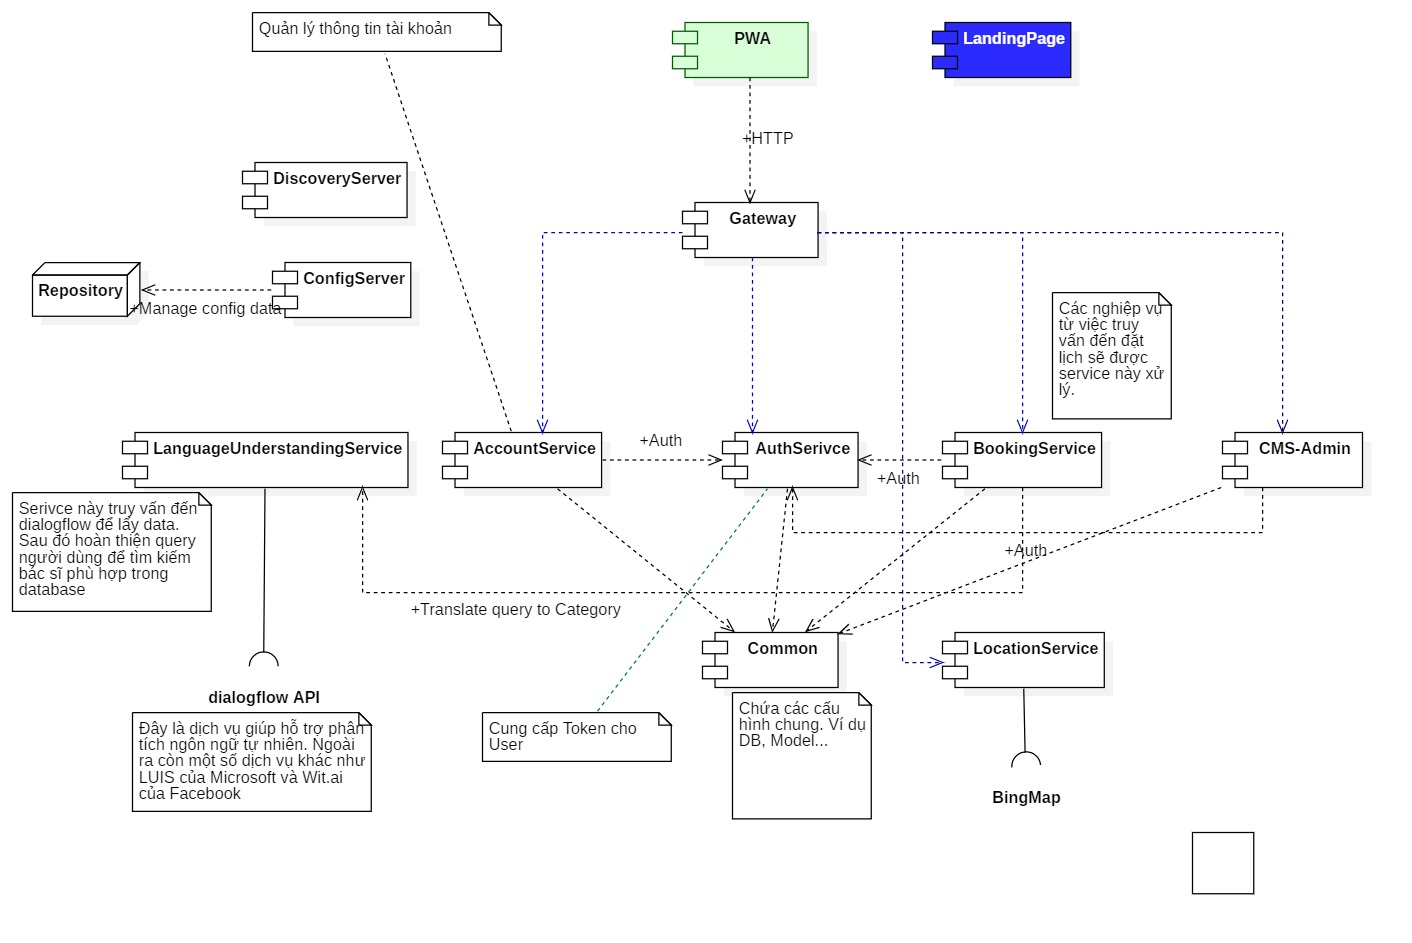 Quản lý thông tin tài khoản
PWA
LandingPage
+HTTP
DiscoveryServer
Gateway
Repository
ConfigServer
+Manage config data
Các nghiệp vụ
từ việc truy
vấn đến đặt
lịch sẽ được
service này xử
lý.
LanguageUnderstandingService
AccountService
+Auth
AuthSerivce
BookingService
+Auth
CMS-Admin
Serivce này truy vấn đến
dialogflow để lấy data.
Sau đó hoàn thiện query
người dùng để tìm kiếm
bác sĩ phù hợp trong
database
+Auth
+Translate query to Category
Common
LocationService
dialogflow API
Đây là dịch vụ giúp hỗ trợ phân
tích ngôn ngữ tự nhiên. Ngoài
ra còn một số dịch vụ khác như
LUIS của Microsoft và Wit.ai
của Facebook
Cung cấp Token cho
User
Chứa các cấu
hình chung. Ví dụ
DB, Model...
BingMap